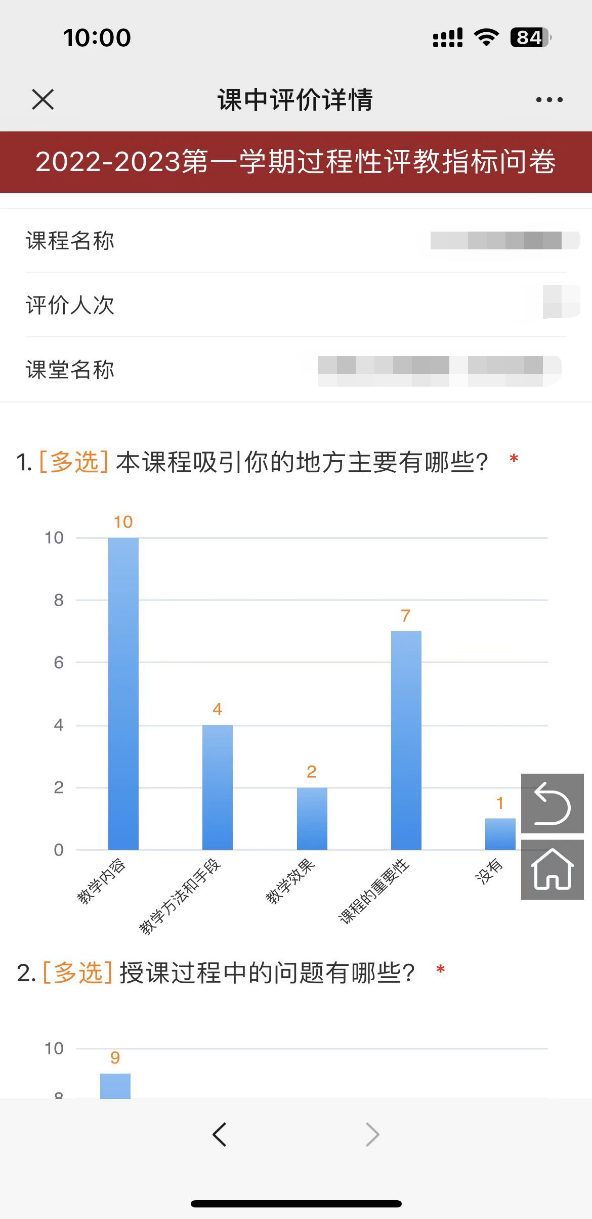 10:00
84
课中评价详情
2022-2023第一学期过程性评教指标问卷
课程名称
评价人次
课堂名称
1. [多选] 本课程吸引你的地方主要有哪些？ *
10
10
8
7
6
4
4
2
2
1
0
教学内容
教学方法和手段
教学效果
课程的重要性
没有
2. [多选] 授课过程中的问题有哪些？ *
10
9